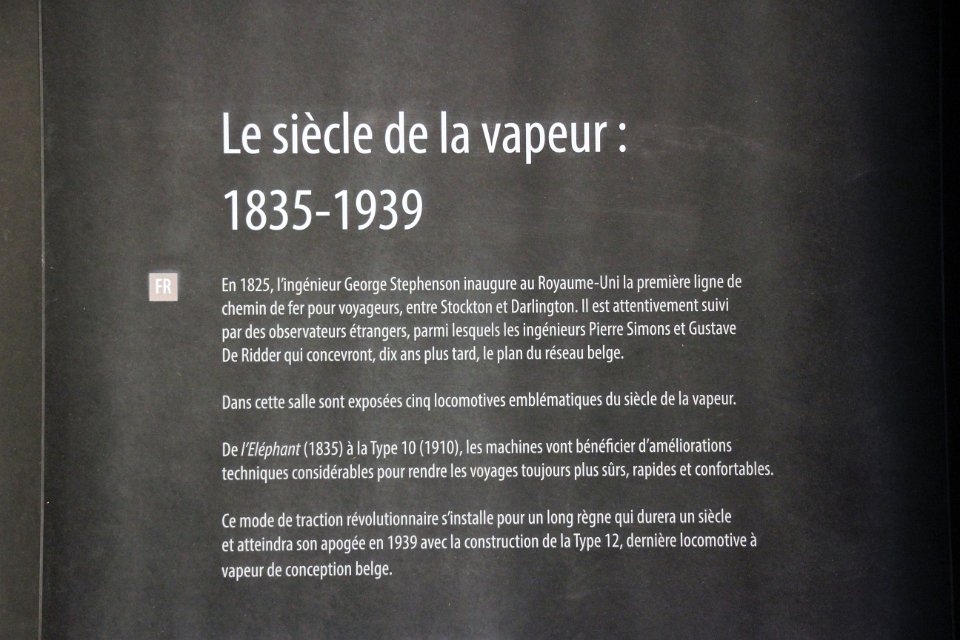 Le siècle de la vapeur :
1835-1939
FR
En 1825, l’ingénieur George Stephenson inaugure au Royaume-Uni la première ligne de
chemin de fer pour voyageurs, entre Stockton et Darlington. Il est attentivement suivi
par des observateurs étrangers, parmi lesquels les ingénieurs Pierre Simons et Gustave
De Ridder qui concevront, dix ans plus tard, le plan du réseau belge.
Dans cette salle sont exposées cinq locomotives emblématiques du siècle de la vapeur.
De l’Eléphant (1835) à la Type 10 (1910), les machines vont bénéficier d’améliorations
techniques considérables pour rendre les voyages toujours plus sûrs, rapides et confortables.
Ce mode de traction révolutionnaire s’installe pour un long règne qui durera un siècle
et atteindra son apogée en 1939 avec la construction de la Type 12, dernière locomotive à
vapeur de conception belge.